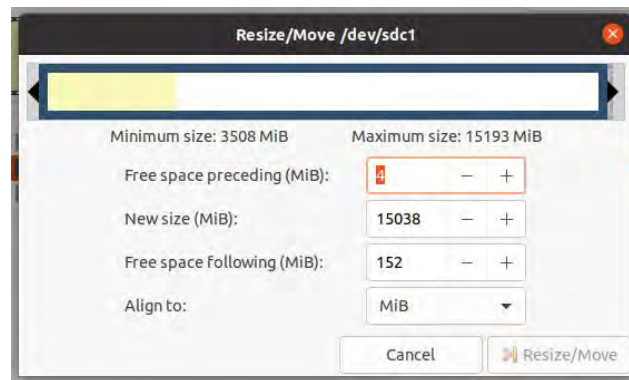 Resize/Move /dev/sdc1
Minimum size: 3508 MiB Maximum size: 15193 MiB
Free space preceding (MiB): 4 − +
New size (MiB): 15038 − +
Free space following (MiB): 152 − +
Align to: MiB
Cancel Resize/Move